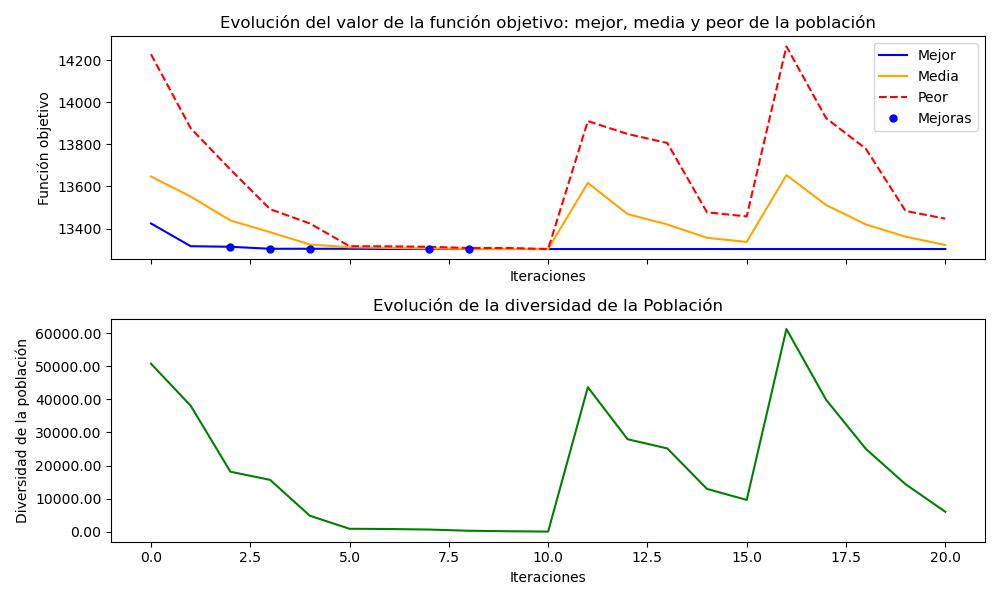 Evolución del valor de la función objetivo: mejor, media y peor de la población
Función objetivo
14200
14000
13800
13600
13400
Mejor
Media
Peor
Mejoras
Iteraciones
Evolución de la diversidad de la Población
Diversidad de la población
60000.00
50000.00
40000.00
30000.00
20000.00
10000.00
0.00
0.0 2.5 5.0 7.5 10.0 12.5 15.0 17.5 20.0
Iteraciones